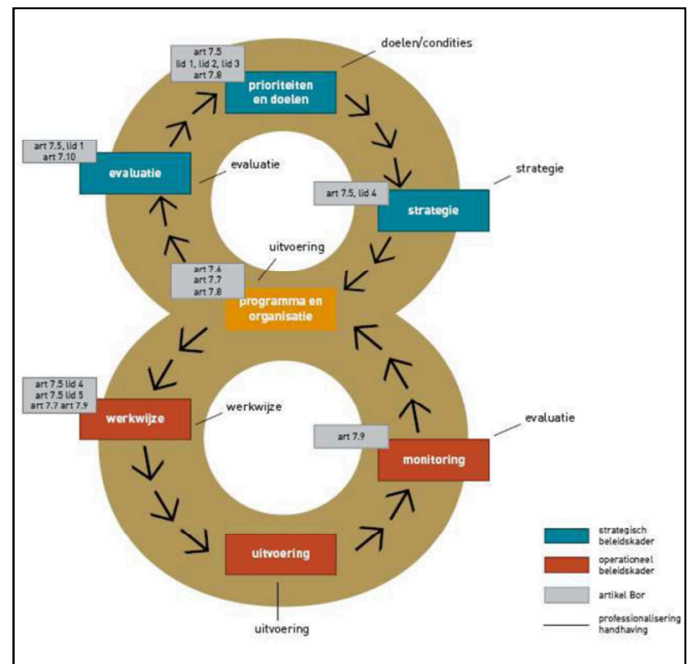 doelen/condities
art 7.5
lid 1, lid 2, lid 3
art 7.8
prioriteiten
en doelen
art 7.5, lid 1
art 7.10
evaluatie
evaluatie
strategie
art 7.5, lid 4
strategie
uitvoering
art 7.6
art 7.7
art 7.8
programma en
organisatie
art 7.5 lid 4
art 7.5 lid 5
art 7.7 art 7.9
werkwijze
werkwijze
evaluatie
art 7.9
monitoring
uitvoering
uitvoering
strategisch
beleidskader
operationeel
beleidskader
artikel Bor
professionalisering
handhaving